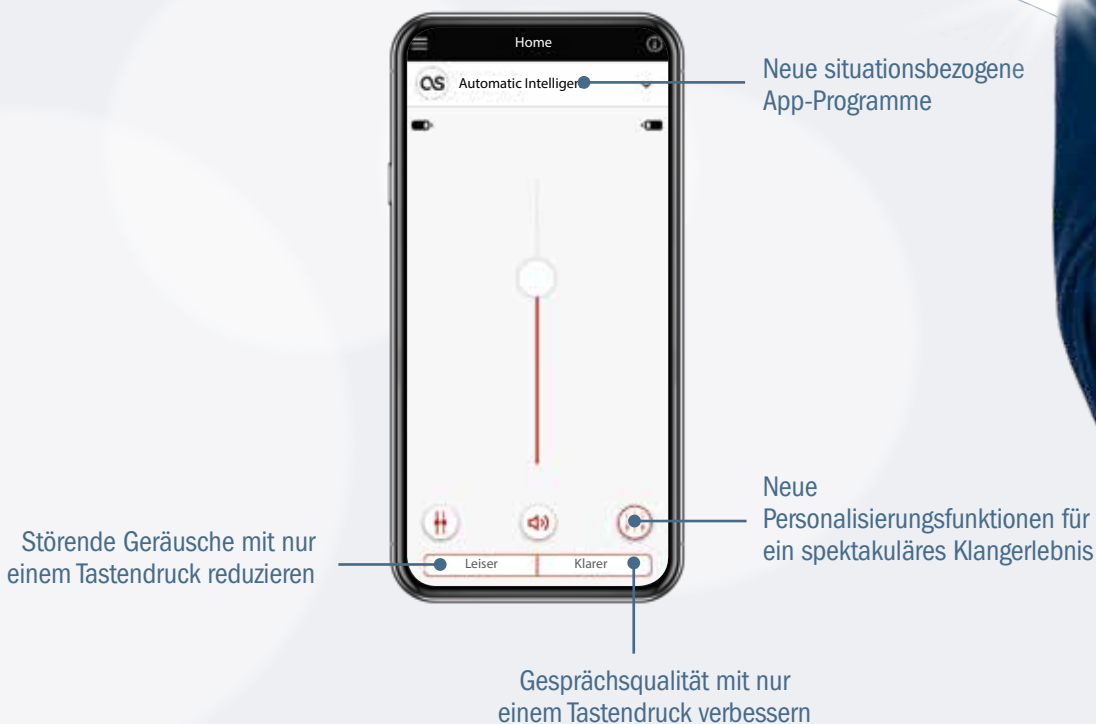 Home
OS Automatic Intelligen
Neue situationsbezogene
App-Programme
Neue
Personalisierungsfunktionen für
ein spektakuläres Klangerlebnis
Störende Geräusche mit nur
einem Tastendruck reduzieren
Leiser Klarer
Gesprächsqualität mit nur
einem Tastendruck verbessern